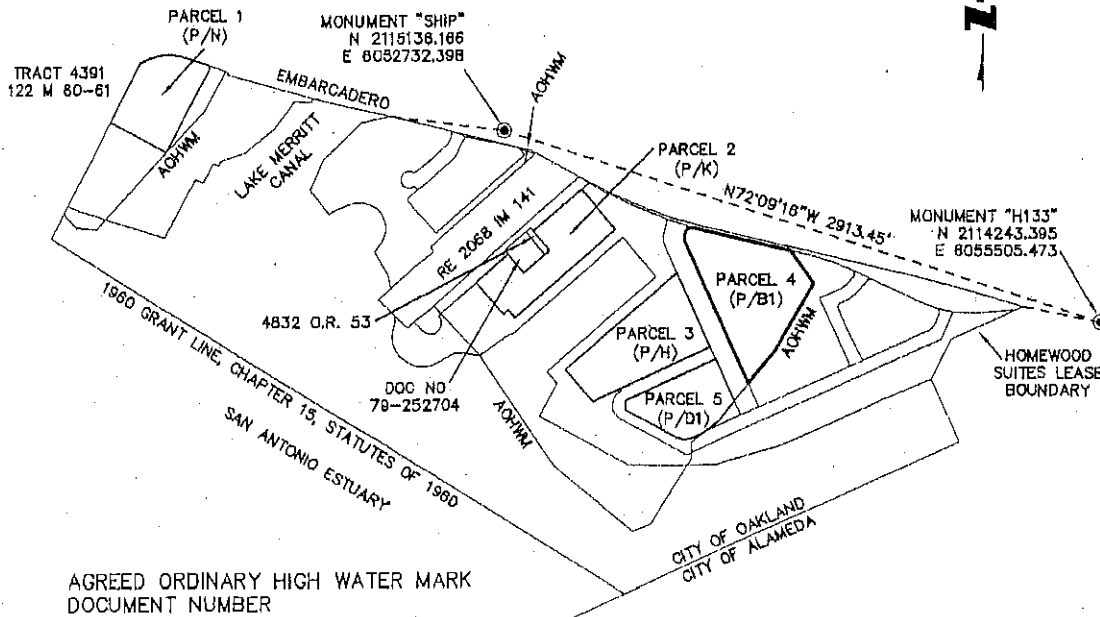 PARCEL 1
(P/N)
MONUMENT "SHIP"
N 2115136.166
E 6052732.398
TRACT 4391
122 M 60-61
EMBARCADERO
AOHWM
AOHWM
LAKE MERRITT
CANAL
PARCEL 2
(P/K)
N72°09'16"W 2913.45'
MONUMENT "H133"
N 2114243.395
E 6055505.473
RE 2068 IM 141
PARCEL 4
(P/B1)
4832 O.R. 53
PARCEL 3
(P/H)
AOHWM
HOMEWOOD
SUITES LEASE
BOUNDARY
1960 GRANT LINE, CHAPTER 15, STATUTES OF 1960
DOC NO
79-252704
PARCEL 5
(P/D1)
AOHWM
SAN ANTONIO ESTUARY
CITY OF OAKLAND
CITY OF ALAMEDA
AGREED ORDINARY HIGH WATER MARK
DOCUMENT NUMBER